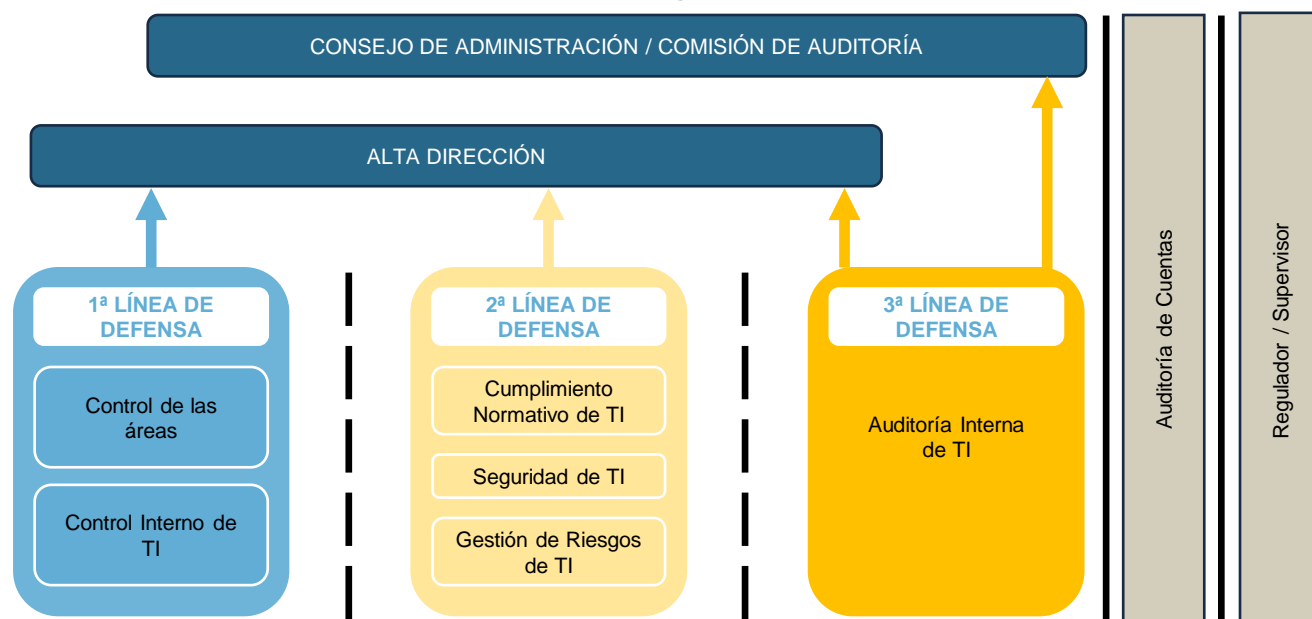 CONSEJO DE ADMINISTRACIÓN / COMISIÓN DE AUDITORÍA
ALTA DIRECCIÓN
1ª LÍNEA DE
DEFENSA
Control de las
áreas
Control Interno de
TI
2ª LÍNEA DE
DEFENSA
Cumplimiento
Normativo de TI
Seguridad de TI
Gestión de Riesgos
de TI
3ª LÍNEA DE
DEFENSA
Auditoría Interna
de TI
Auditoría de Cuentas
Regulador / Supervisor